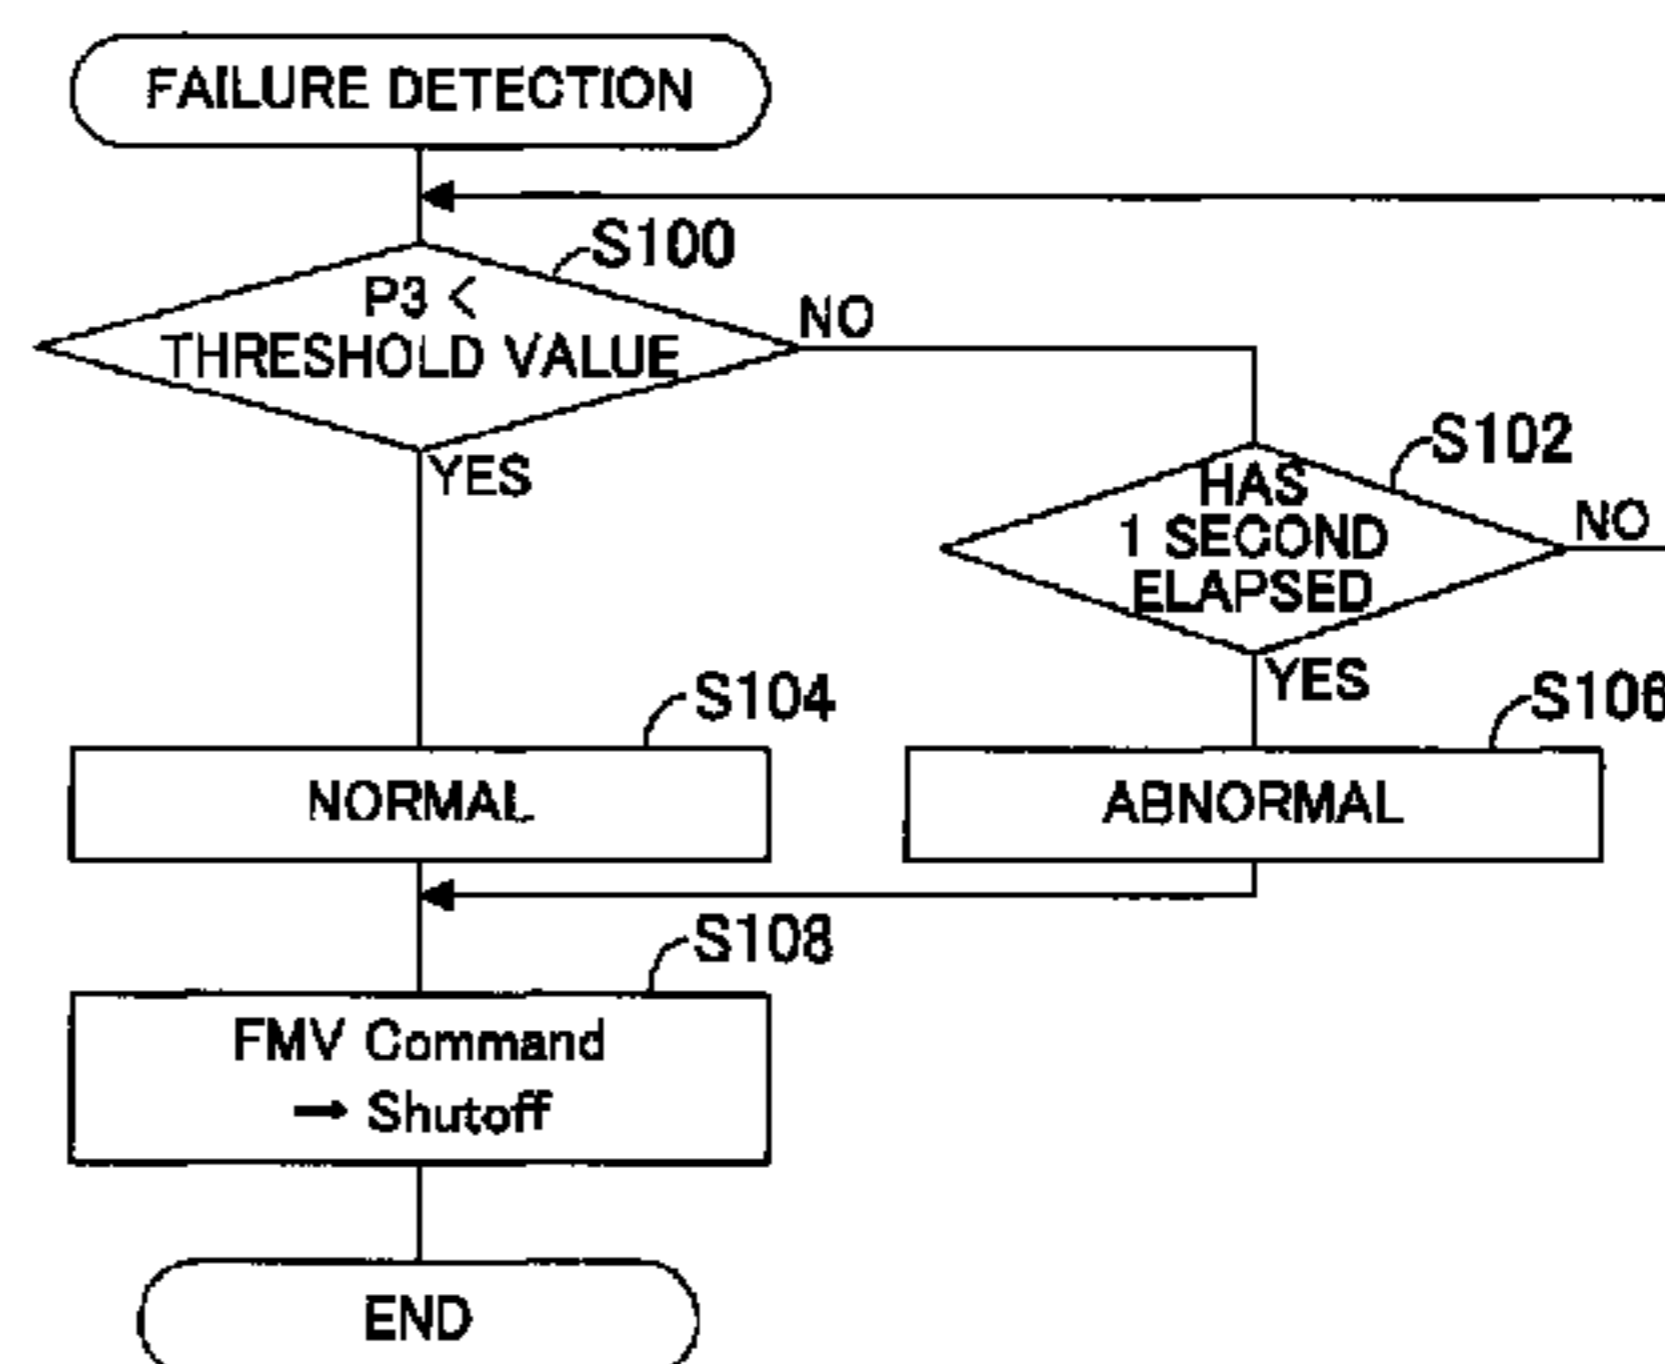 FAILURE DETECTION
S100
P3 <
THRESHOLD VALUE
NO
YES
S102
HAS
1 SECOND
ELAPSED
NO
YES
S104
NORMAL
S106
ABNORMAL
S108
FMV Command
→ Shutoff
END